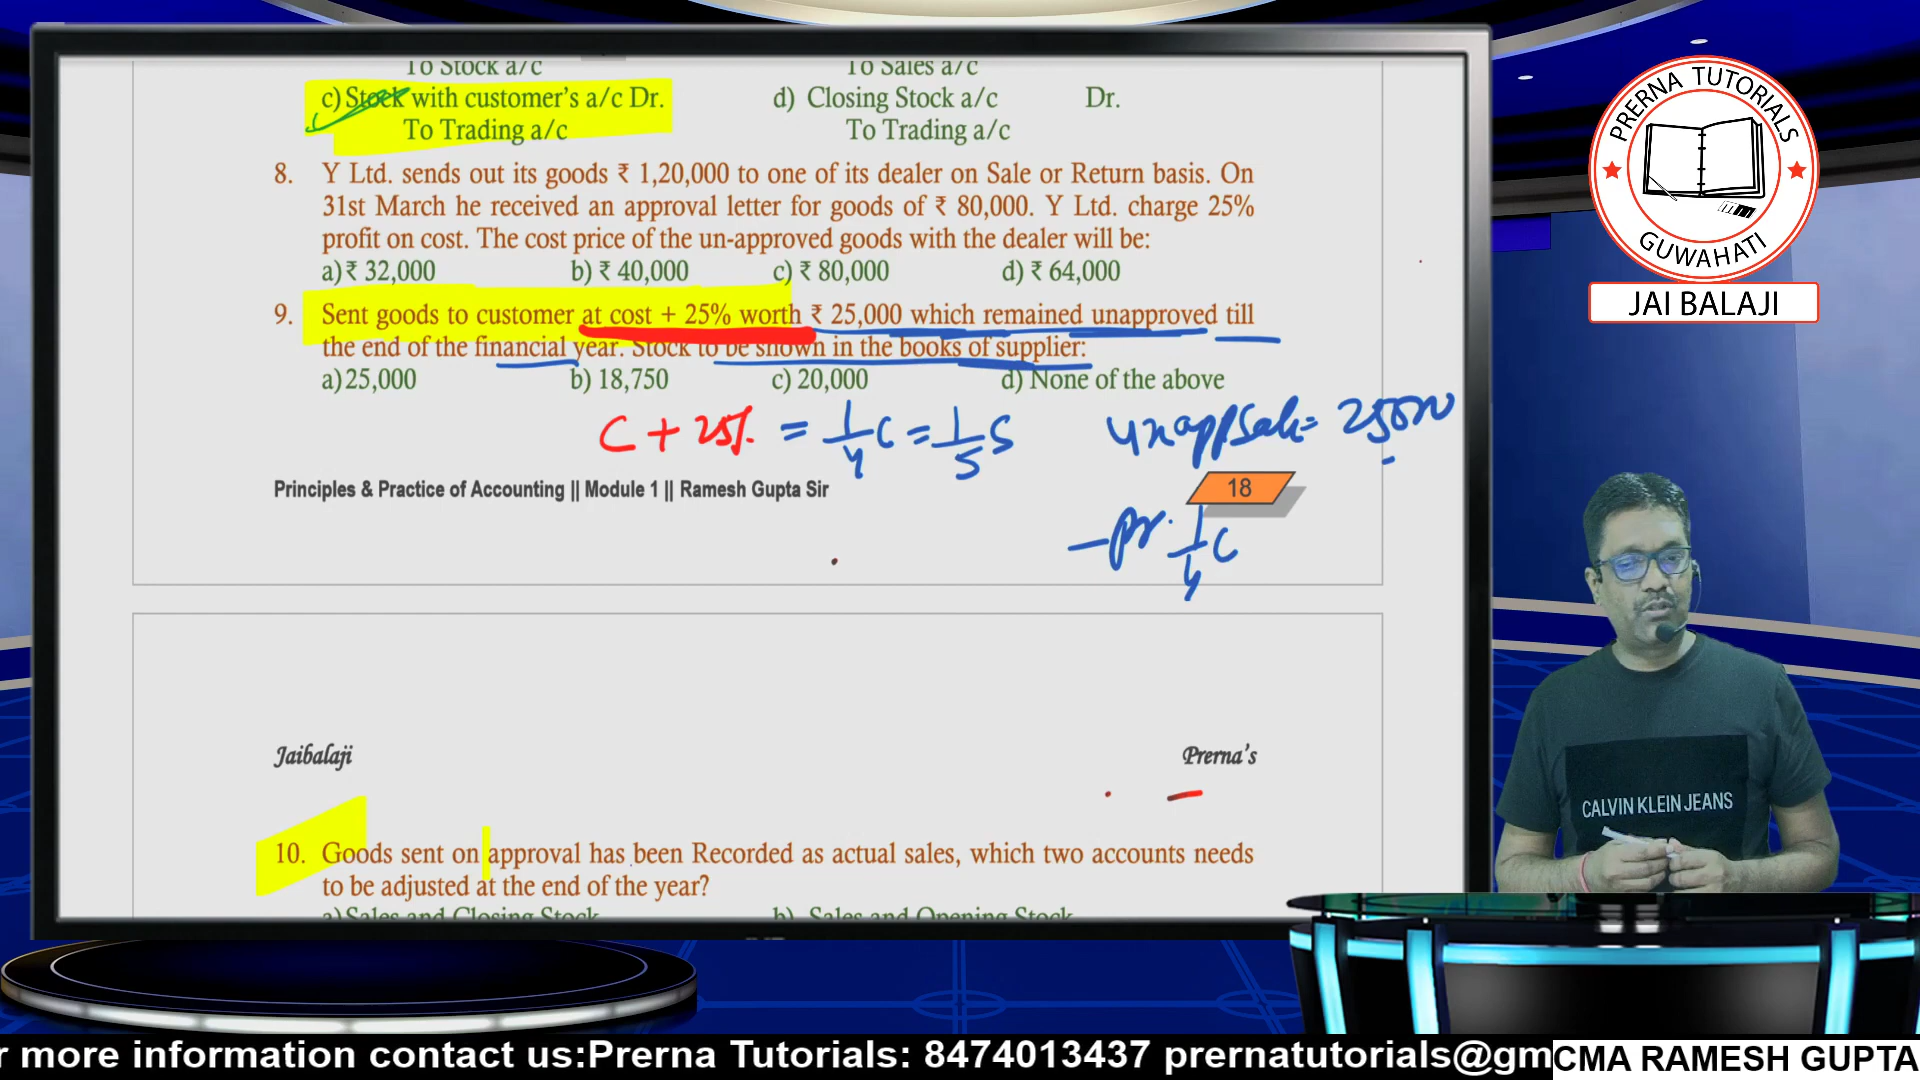 To Stock a/c
To Sales a/c
c) Stock with customer's a/c Dr.
d) Closing Stock a/c Dr.
To Trading a/c
To Trading a/c
8. Y Ltd. sends out its goods ₹ 1,20,000 to one of its dealer on Sale or Return basis. On
31st March he received an approval letter for goods of ₹ 80,000. Y Ltd. charge 25%
profit on cost. The cost price of the un-approved goods with the dealer will be:
a) ₹ 32,000 b) ₹ 40,000 c) ₹ 80,000 d) ₹ 64,000
9. Sent goods to customer at cost + 25% worth ₹ 25,000 which remained unapproved till
the end of the financial year. Stock to be shown in the books of supplier:
a) 25,000 b) 18,750 c) 20,000 d) None of the above
C + 25% = 1/4 C = 1/5 S
unappSale = 25000
Principles & Practice of Accounting || Module 1 || Ramesh Gupta Sir
18
- pr. 1/4 C
Jaibalaji
Prerna's
10. Goods sent on approval has been Recorded as actual sales, which two accounts needs
to be adjusted at the end of the year?
a) Sales and Closing Stock b) Sales and Opening Stock
PRERNA TUTORIALS
GUWAHATI
JAI BALAJI
CALVIN KLEIN JEANS
r more information contact us:Prerna Tutorials: 8474013437 prernatutorials@gm
CMA RAMESH GUPTA